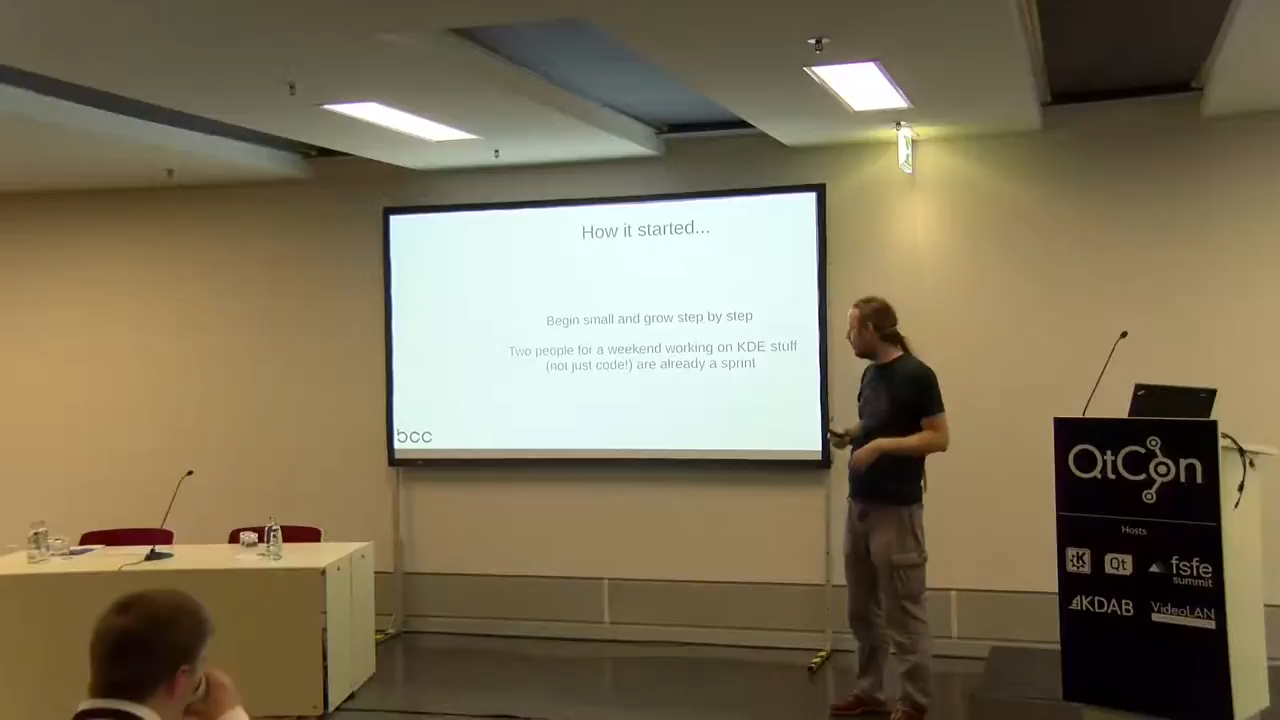 How it started...
Begin small and grow step by step
Two people for a weekend working on KDE stuff
(not just code!) are already a sprint
bcc
QtCon
Hosts
K
Qt
fsfe
summit
KDAB
VideoLAN